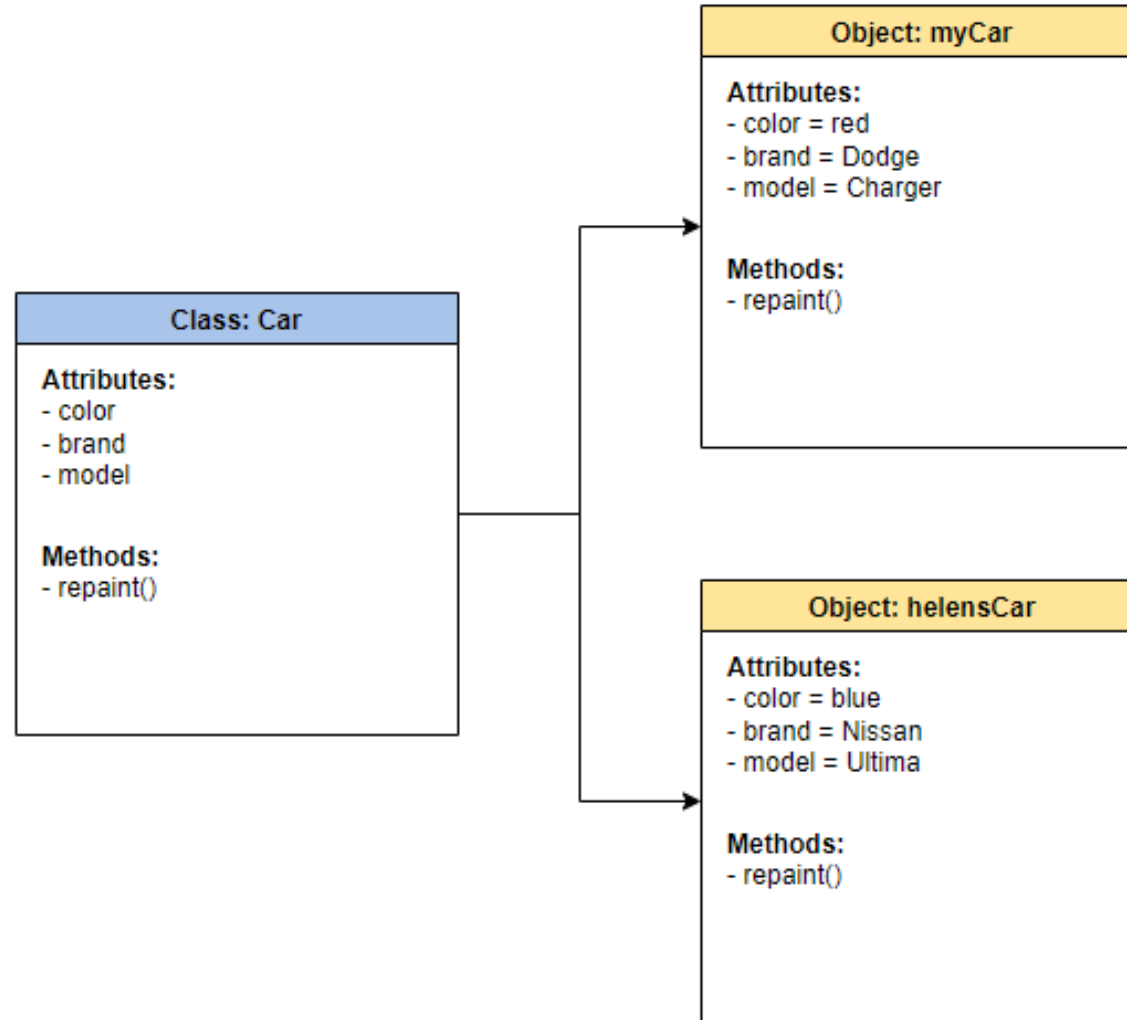 Object: myCar
Attributes:
- color = red
- brand = Dodge
- model = Charger
Methods:
- repaint()
Class: Car
Attributes:
- color
- brand
- model
Methods:
- repaint()
Object: helensCar
Attributes:
- color = blue
- brand = Nissan
- model = Ultima
Methods:
- repaint()